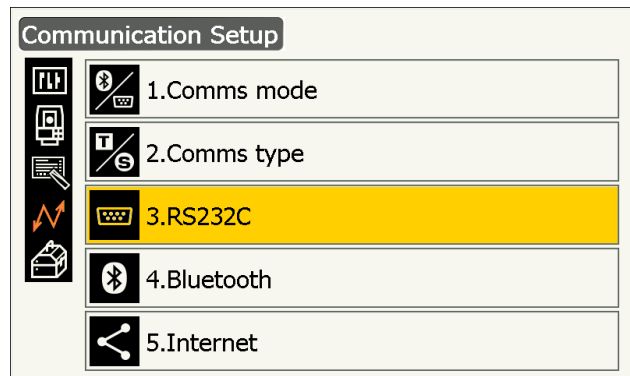 Communication Setup
1.Comms mode
T S 2.Comms type
3.RS232C
4.Bluetooth
5.Internet